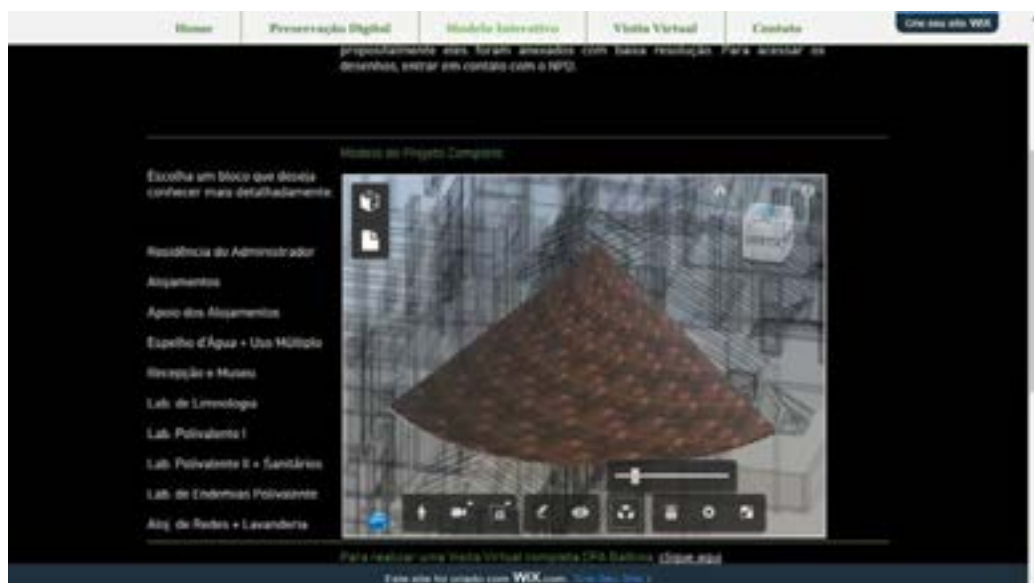 Home Preservação Digital Modelo Interativo Visita Virtual Contato
Crie seu site WIX
propositalmente eles foram anexados com baixa resolução. Para acessar os
desenhos, entrar em contato com o NPD.
Modelo do Projeto Completo
Escolha um bloco que deseja
conhecer mais detalhadamente.
Residência do Administrador
Alojamentos
Apoio dos Alojamentos
Espelho d'Água + Uso Múltiplo
Recepção e Museu
Lab. de Limnologia
Lab. Polivalente I
Lab. Polivalente II + Sanitários
Lab. de Endemias Polivalente
Aloj. de Redes + Lavanderia
Para realizar uma Visita Virtual completa CPA Balbina, clique aqui
Este site foi criado com WIX.com.